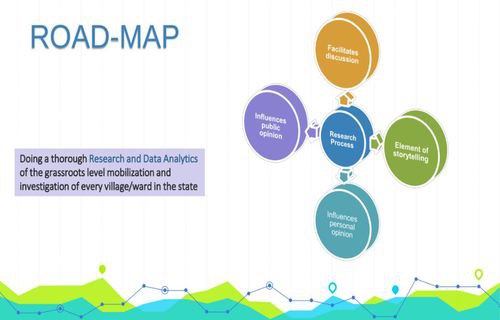 ROAD-MAP
Facilitates
discussion
Influences
public
opinion
Research
Process
Element of
storytelling
Doing a thorough Research and Data Analytics
of the grassroots level mobilization and
investigation of every village/ward in the state
Influences
personal
opinion